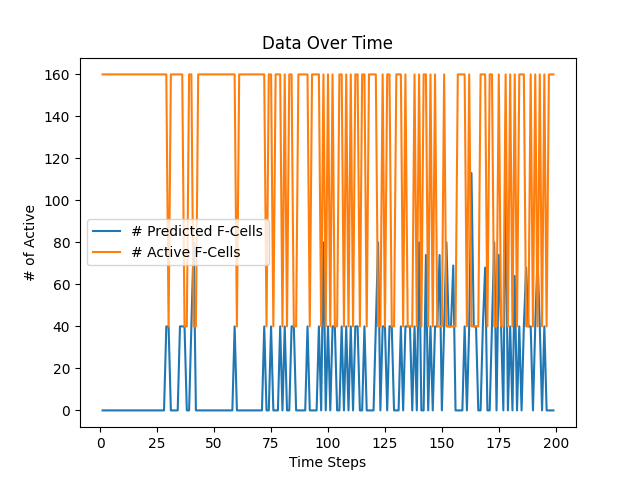 Data Over Time
160
140
120
100
80
60
40
20
0
# of Active
# Predicted F-Cells
# Active F-Cells
0 25 50 75 100 125 150 175 200
Time Steps